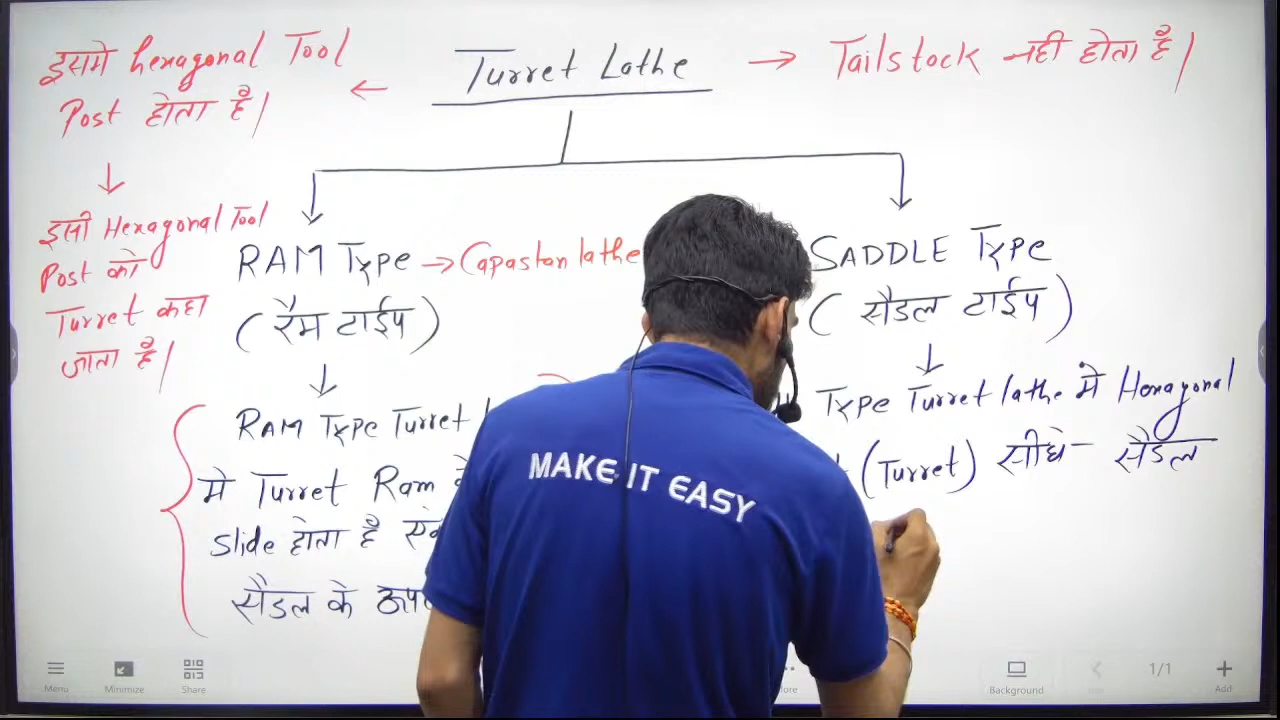 इसमे hexagonal Tool
Post होता है।
←
Turret Lathe
→ Tailstock नही होता है।
↓
इसी Hexagonal Tool
Post को
Turret कहा
जाता है।
RAM Type → Capastan lathe
(रैम टाईप)
↓
RAM Type Turret
मे Turret Ram
slide होता है
सैडल के
SADDLE Type
(सैडल टाईप)
↓
Type Turret lathe मे Hexagonal
(Turret) सीधे सैडल
MAKE IT EASY
Menu
Minimize
Share
Background
1/1
Add